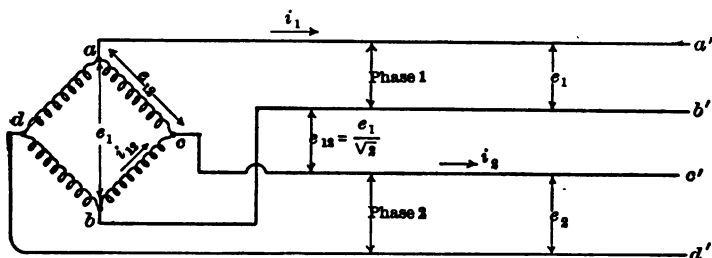 i₁
a a'
e₁₂
Phase 1 e₁
d e₁ i₁₂ c b'
e₁₂ = e₁/√2
i₂
c'
b
Phase 2 e₂
d'